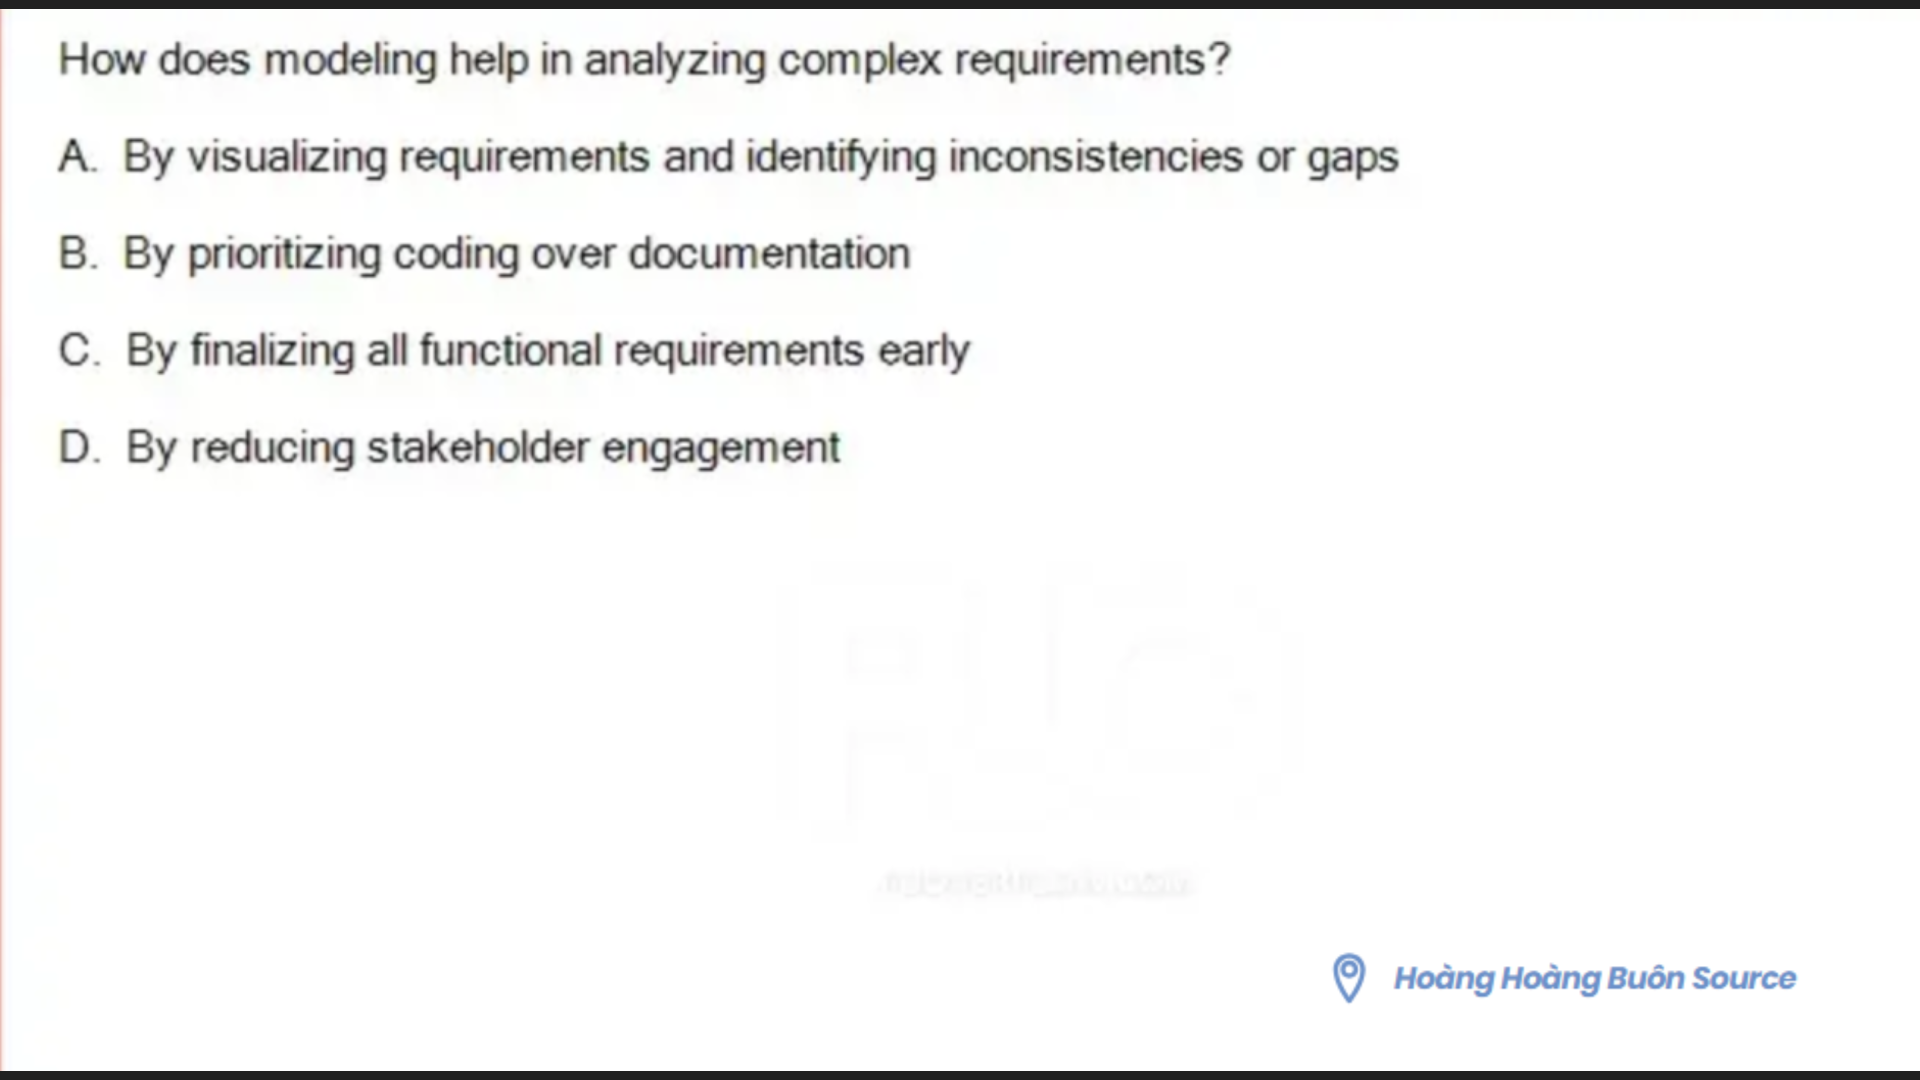 How does modeling help in analyzing complex requirements?
A. By visualizing requirements and identifying inconsistencies or gaps
B. By prioritizing coding over documentation
C. By finalizing all functional requirements early
D. By reducing stakeholder engagement
Hoàng Hoàng Buôn Source